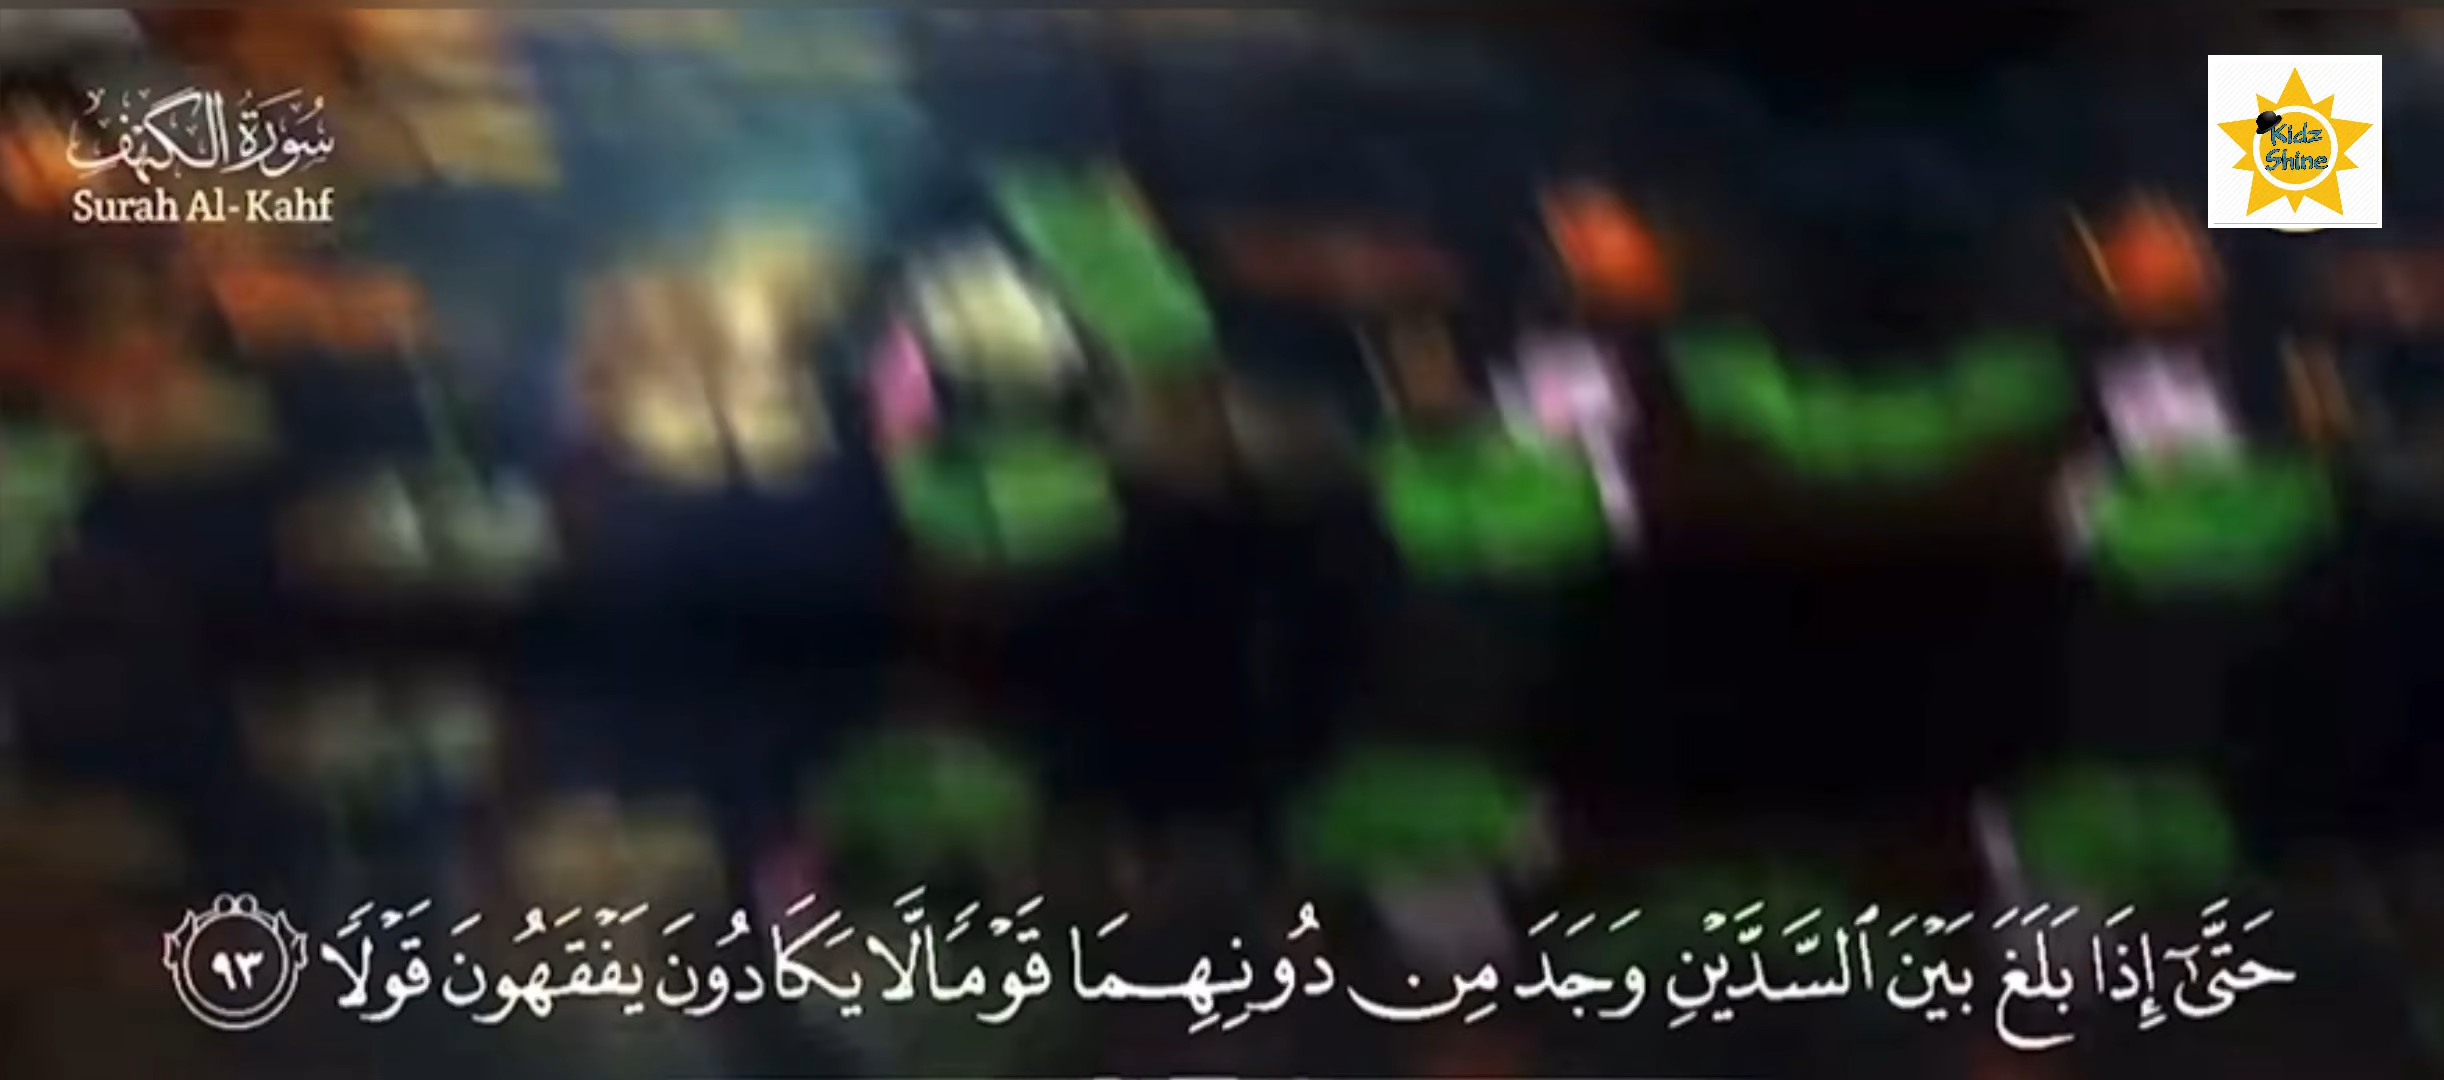 سُورَةُ الكَهْف
Surah Al-Kahf
Kidz
Shine
حَتَّىٰٓ إِذَا بَلَغَ بَيْنَ ٱلسَّدَّيْنِ وَجَدَ مِن دُونِهِمَا قَوْمًا لَّا يَكَادُونَ يَفْقَهُونَ قَوْلًا ٩٣